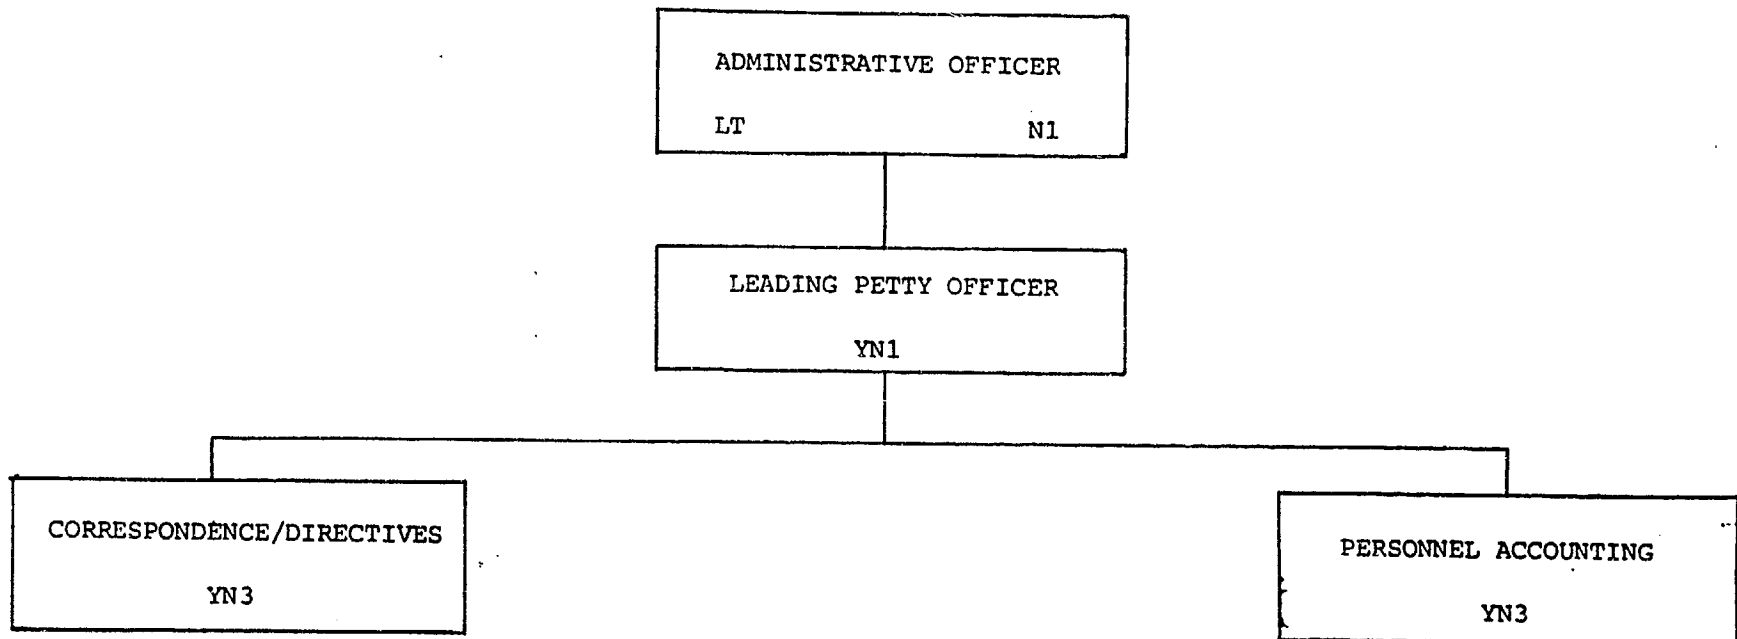 ADMINISTRATIVE OFFICER
LT N1
LEADING PETTY OFFICER
YN1
CORRESPONDENCE/DIRECTIVES
YN3
PERSONNEL ACCOUNTING
YN3